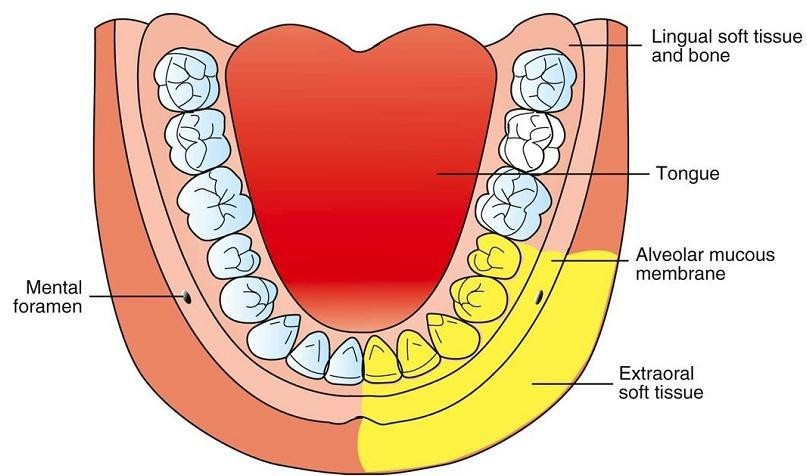 Lingual soft tissue
and bone
Tongue
Alveolar mucous
membrane
Mental
foramen
Extraoral
soft tissue